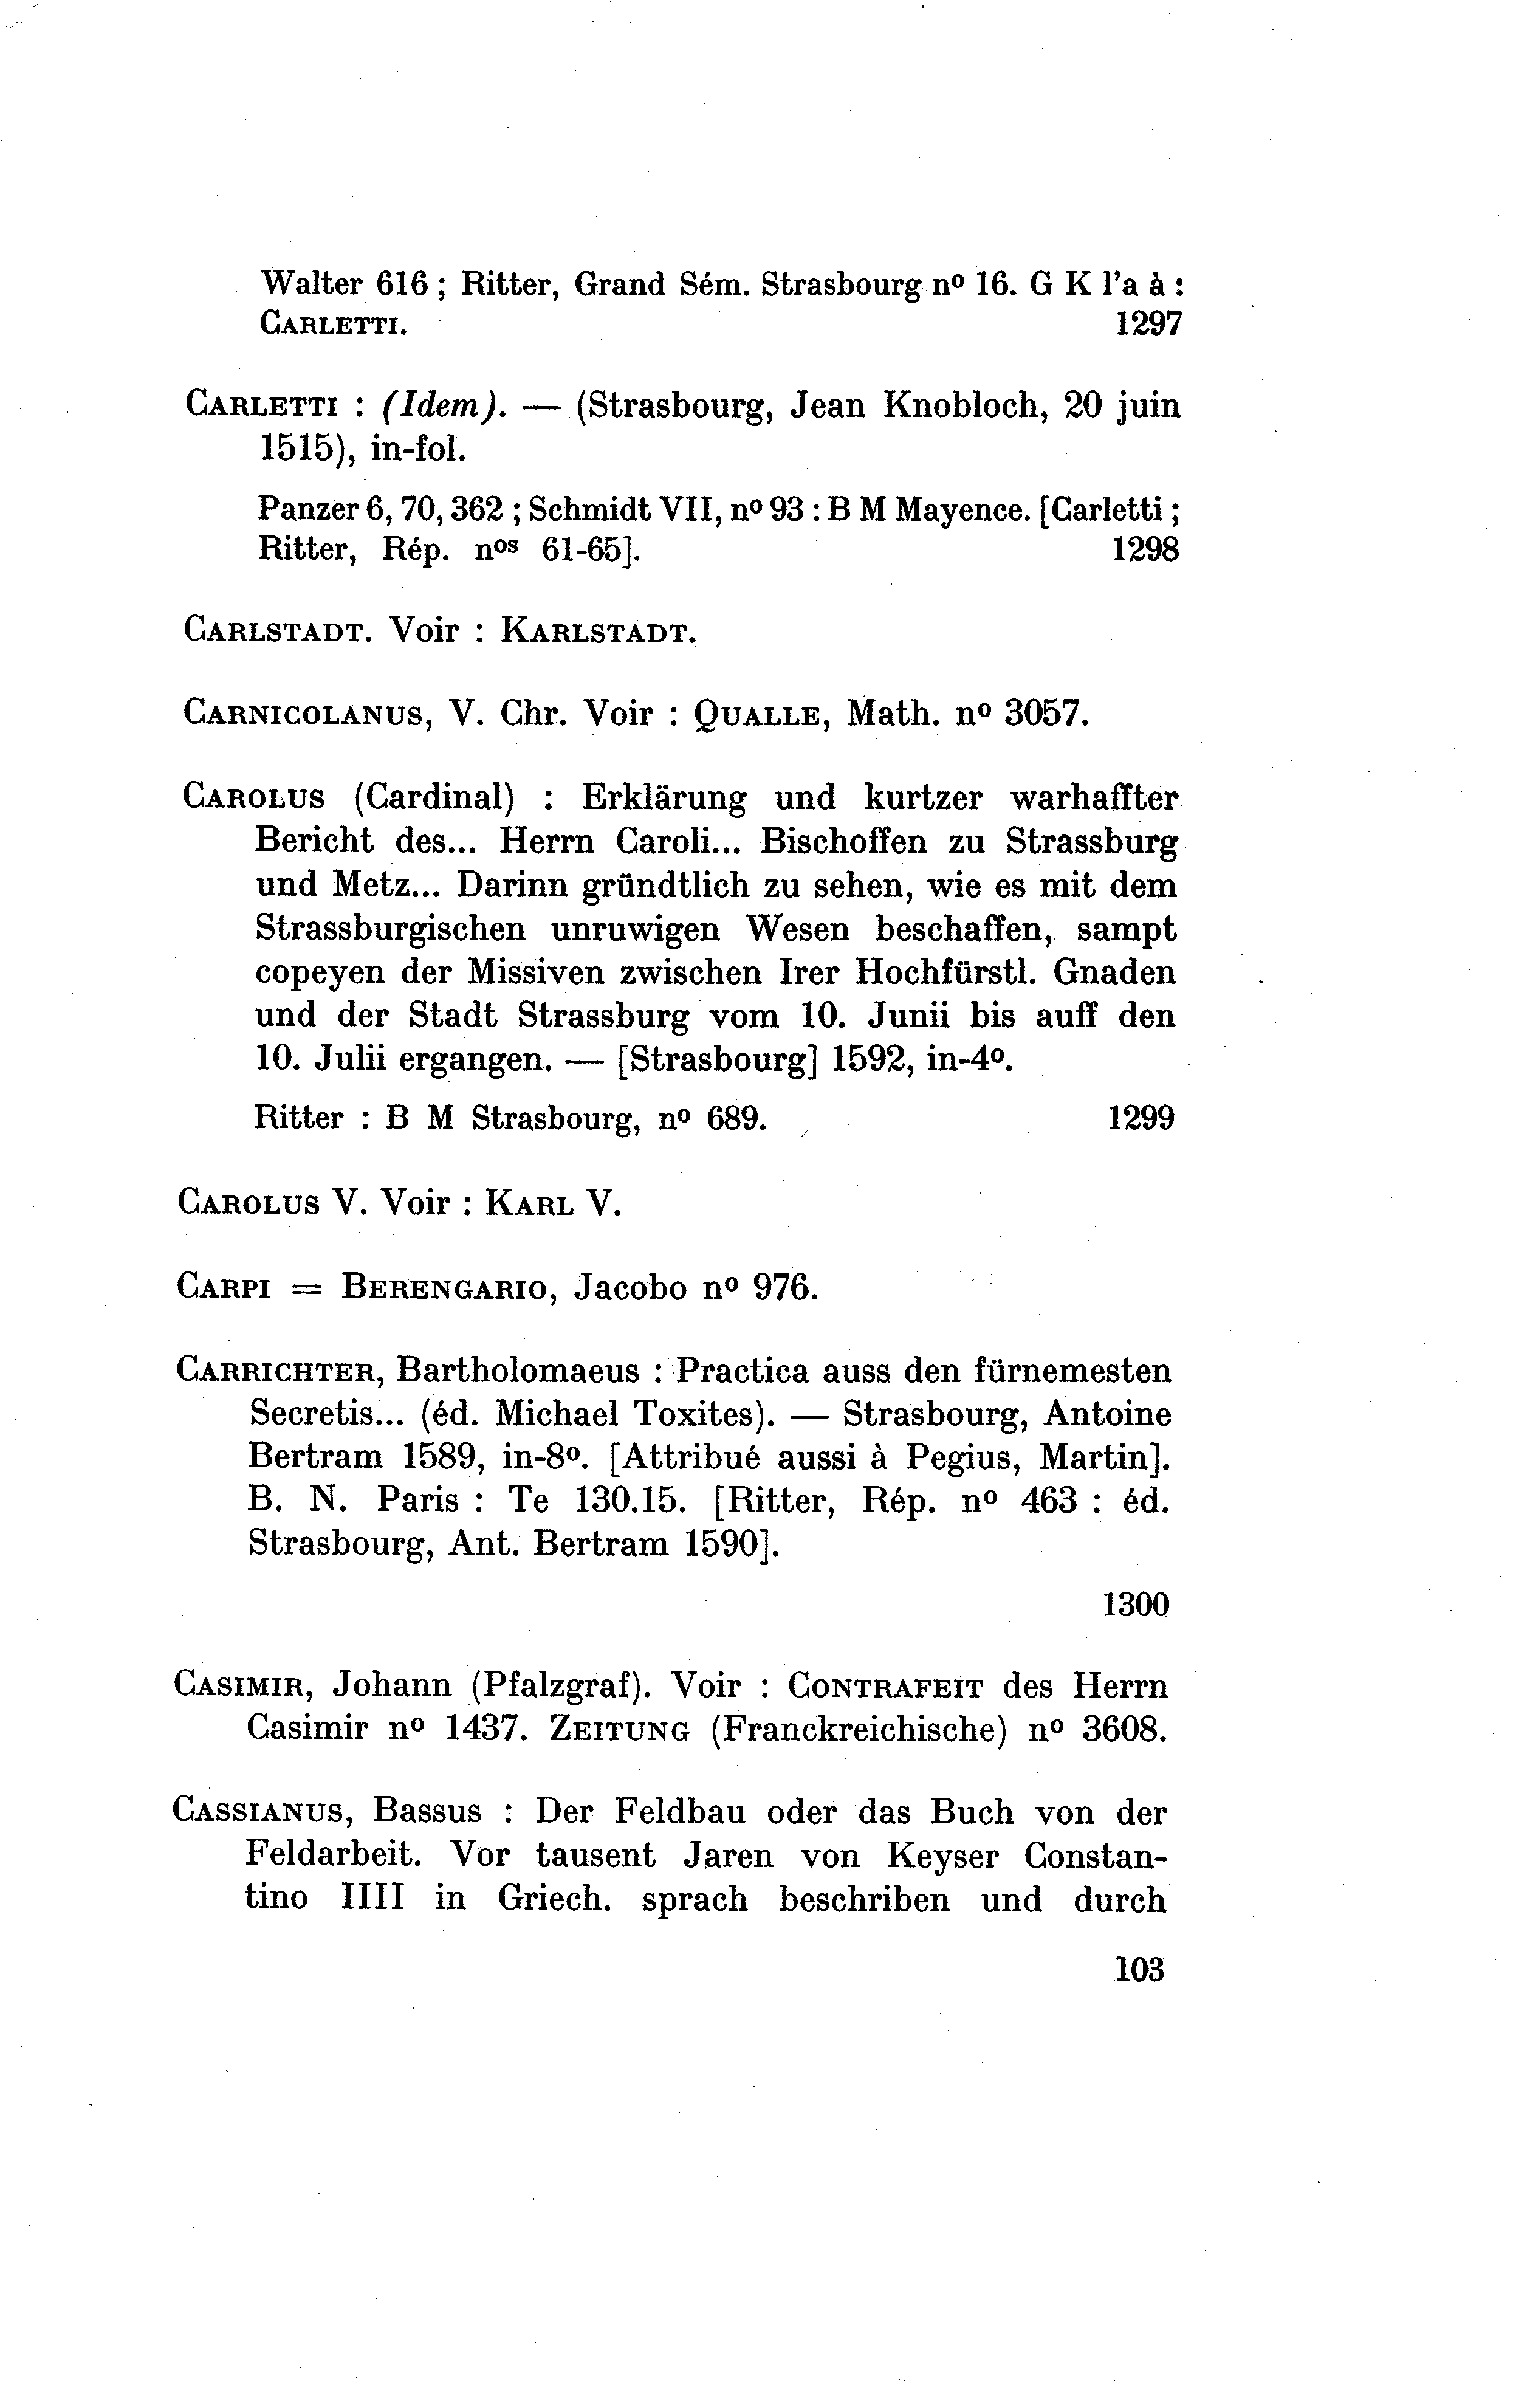 Walter 616 ; Ritter, Grand Sém. Strasbourg nº 16. G K l'a à :
CARLETTI. 1297
CARLETTI : (Idem). — (Strasbourg, Jean Knobloch, 20 juin
1515), in-fol.
Panzer 6, 70, 362 ; Schmidt VII, nº 93 : B M Mayence. [Carletti ;
Ritter, Rép. nos 61-65]. 1298
CARLSTADT. Voir : KARLSTADT.
CARNICOLANUS, V. Chr. Voir : QUALLE, Math. nº 3057.
CAROLUS (Cardinal) : Erklärung und kurtzer warhaffter
Bericht des... Herrn Caroli... Bischoffen zu Strassburg
und Metz... Darinn gründtlich zu sehen, wie es mit dem
Strassburgischen unruwigen Wesen beschaffen, sampt
copeyen der Missiven zwischen Irer Hochfürstl. Gnaden
und der Stadt Strassburg vom 10. Junii bis auff den
10. Julii ergangen. — [Strasbourg] 1592, in-4º.
Ritter : B M Strasbourg, nº 689. 1299
CAROLUS V. Voir : KARL V.
CARPI = BERENGARIO, Jacobo nº 976.
CARRICHTER, Bartholomaeus : Practica auss den fürnemesten
Secretis... (éd. Michael Toxites). — Strasbourg, Antoine
Bertram 1589, in-8º. [Attribué aussi à Pegius, Martin].
B. N. Paris : Te 130.15. [Ritter, Rép. nº 463 : éd.
Strasbourg, Ant. Bertram 1590].
1300
CASIMIR, Johann (Pfalzgraf). Voir : CONTRAFEIT des Herrn
Casimir nº 1437. ZEITUNG (Franckreichische) nº 3608.
CASSIANUS, Bassus : Der Feldbau oder das Buch von der
Feldarbeit. Vor tausent Jaren von Keyser Constan-
tino IIII in Griech. sprach beschriben und durch
103